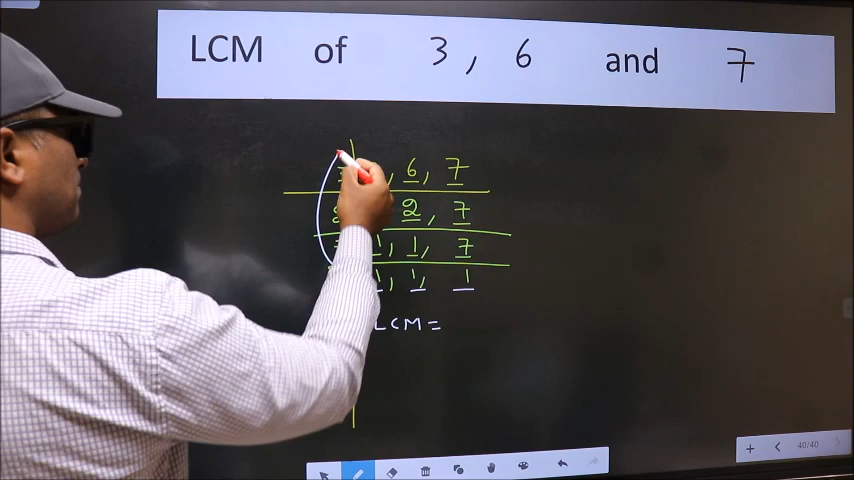 LCM of 3, 6 and 7
, 6, 7
2, 7
1, 1, 7
1, 1, 1
LCM =
40/40